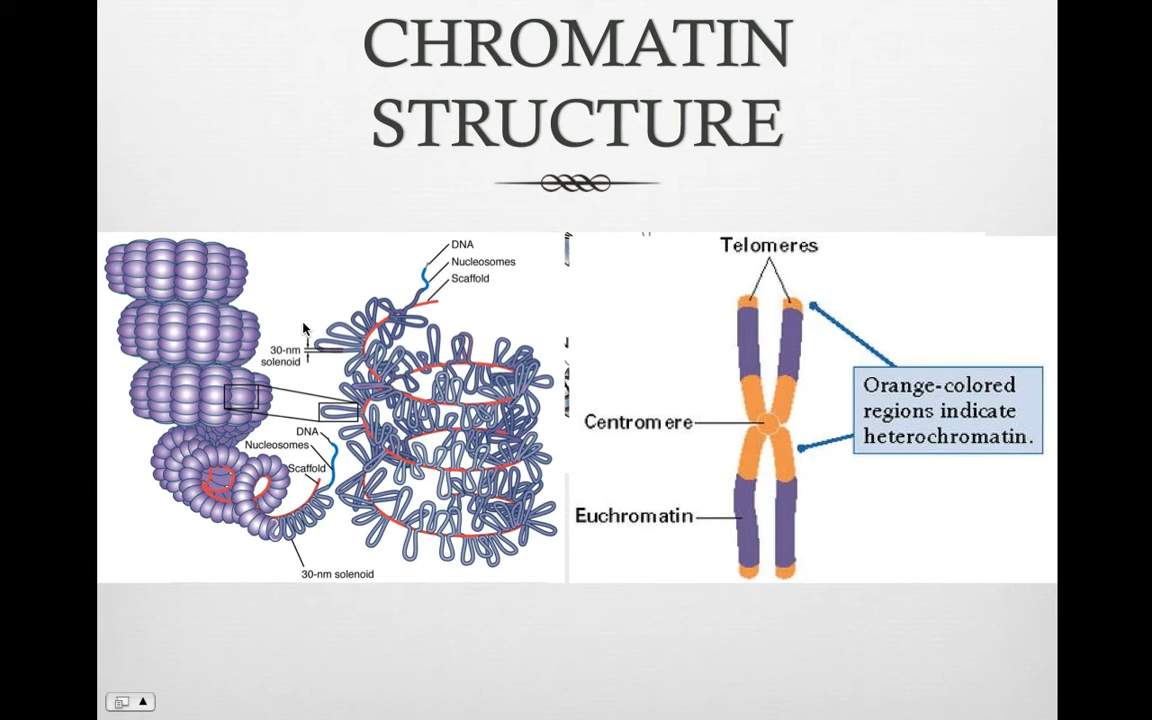 CHROMATIN
STRUCTURE
DNA
Nucleosomes
Scaffold
30-nm
solenoid
DNA
Nucleosomes
Scaffold
30-nm solenoid
Telomeres
Orange-colored
regions indicate
heterochromatin.
Centromere
Euchromatin